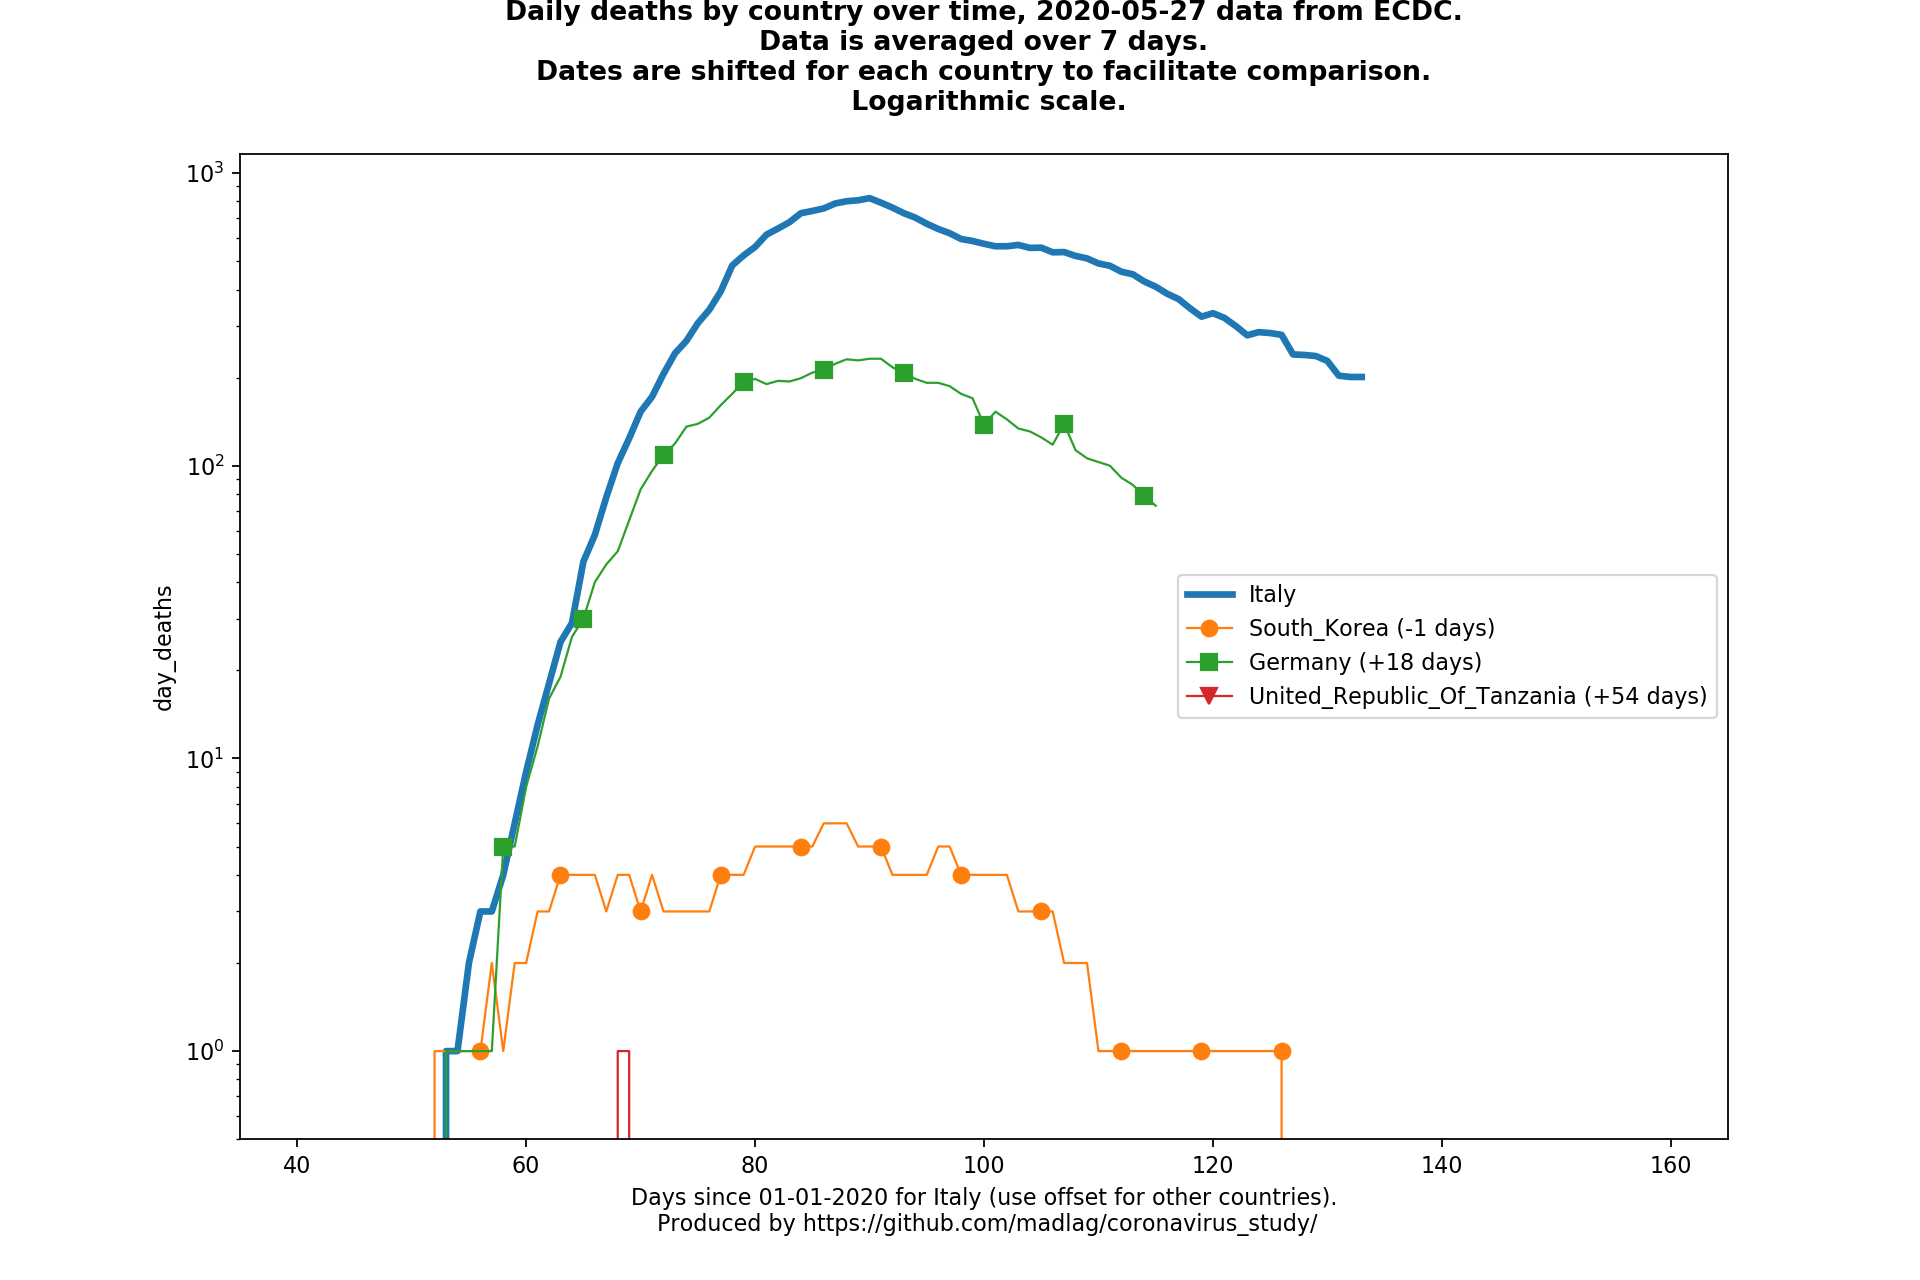 Daily deaths by country over time, 2020-05-27 data from ECDC.
Data is averaged over 7 days.
Dates are shifted for each country to facilitate comparison.
Logarithmic scale.
10³
10²
10¹
10⁰
day_deaths
Italy
South_Korea (-1 days)
Germany (+18 days)
United_Republic_Of_Tanzania (+54 days)
40 60 80 100 120 140 160
Days since 01-01-2020 for Italy (use offset for other countries).
Produced by https://github.com/madlag/coronavirus_study/